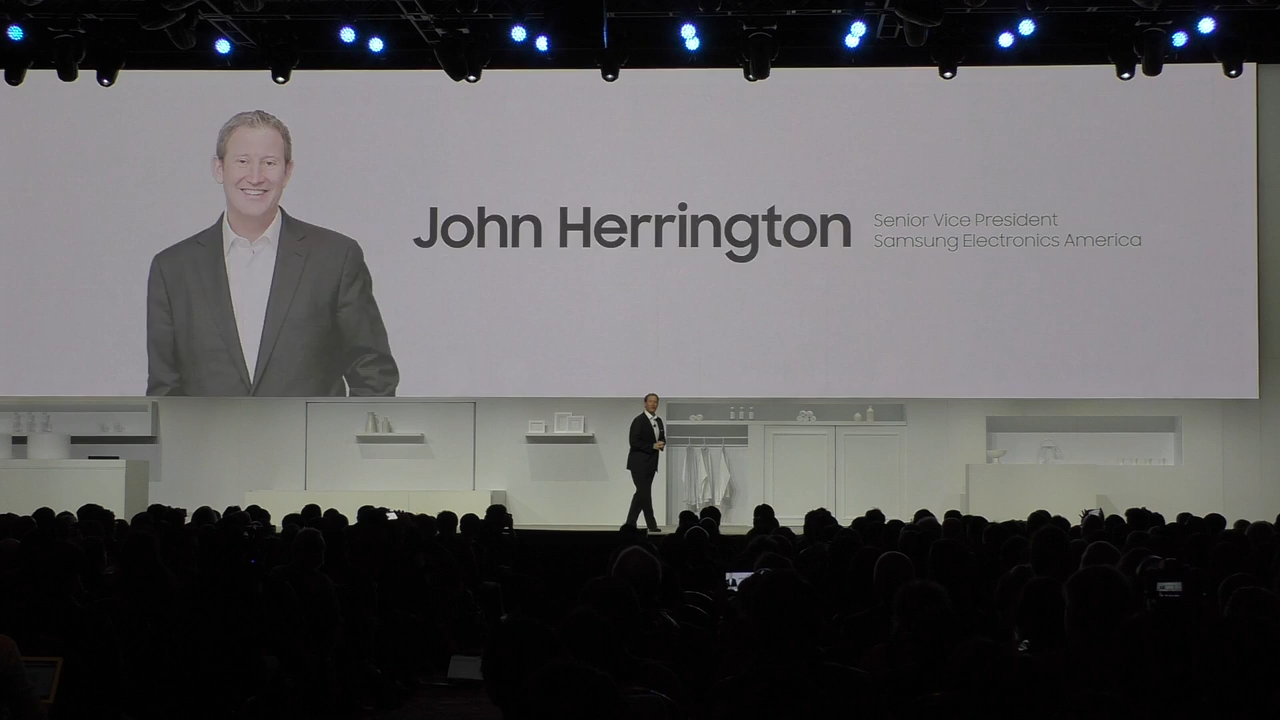 John Herrington
Senior Vice President
Samsung Electronics America